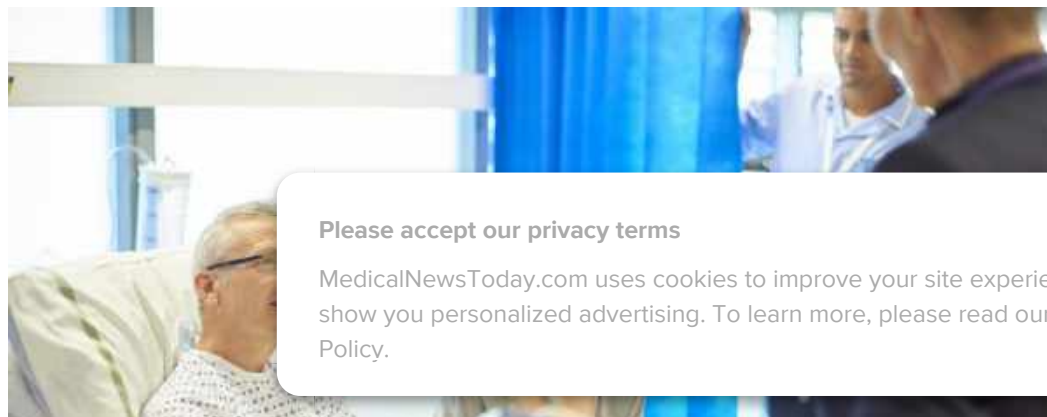 Please accept our privacy terms
MedicalNewsToday.com uses cookies to improve your site
show you personalized advertising. To learn more, please read our
Policy.